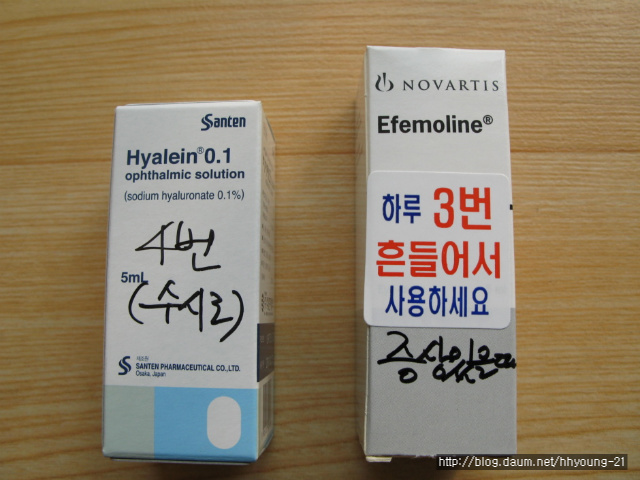 Santen
Hyalein® 0.1
ophthalmic solution
(sodium hyaluronate 0.1%)
4번
5mL
(수시로)
SANTEN PHARMACEUTICAL CO., LTD.
Osaka, Japan
NOVARTIS
Efemoline®
하루 3번
흔들어서
사용하세요
증상있을때
http://blog.daum.net/hhyoung-21